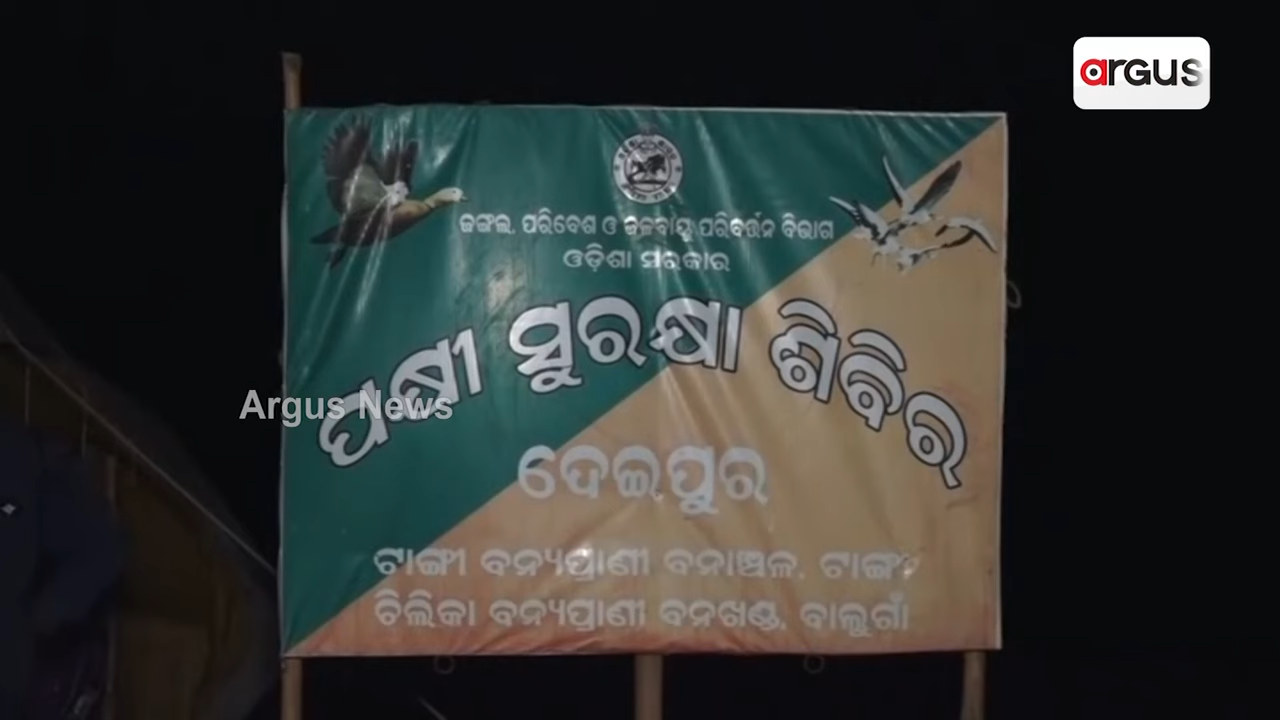 argus
ଜଙ୍ଗଲ, ପରିବେଶ ଓ ଜଳବାୟୁ ପରିବର୍ତ୍ତନ ବିଭାଗ
ଓଡ଼ିଶା ସରକାର
ପକ୍ଷୀ ସୁରକ୍ଷା ଶିବିର
Argus News
ଦେଇପୁର
ଟାଙ୍ଗୀ ବନ୍ୟପ୍ରାଣୀ ବନାଞ୍ଚଳ, ଟାଙ୍ଗୀ
ଚିଲିକା ବନ୍ୟପ୍ରାଣୀ ବନଖଣ୍ଡ, ବାଲୁଗାଁ